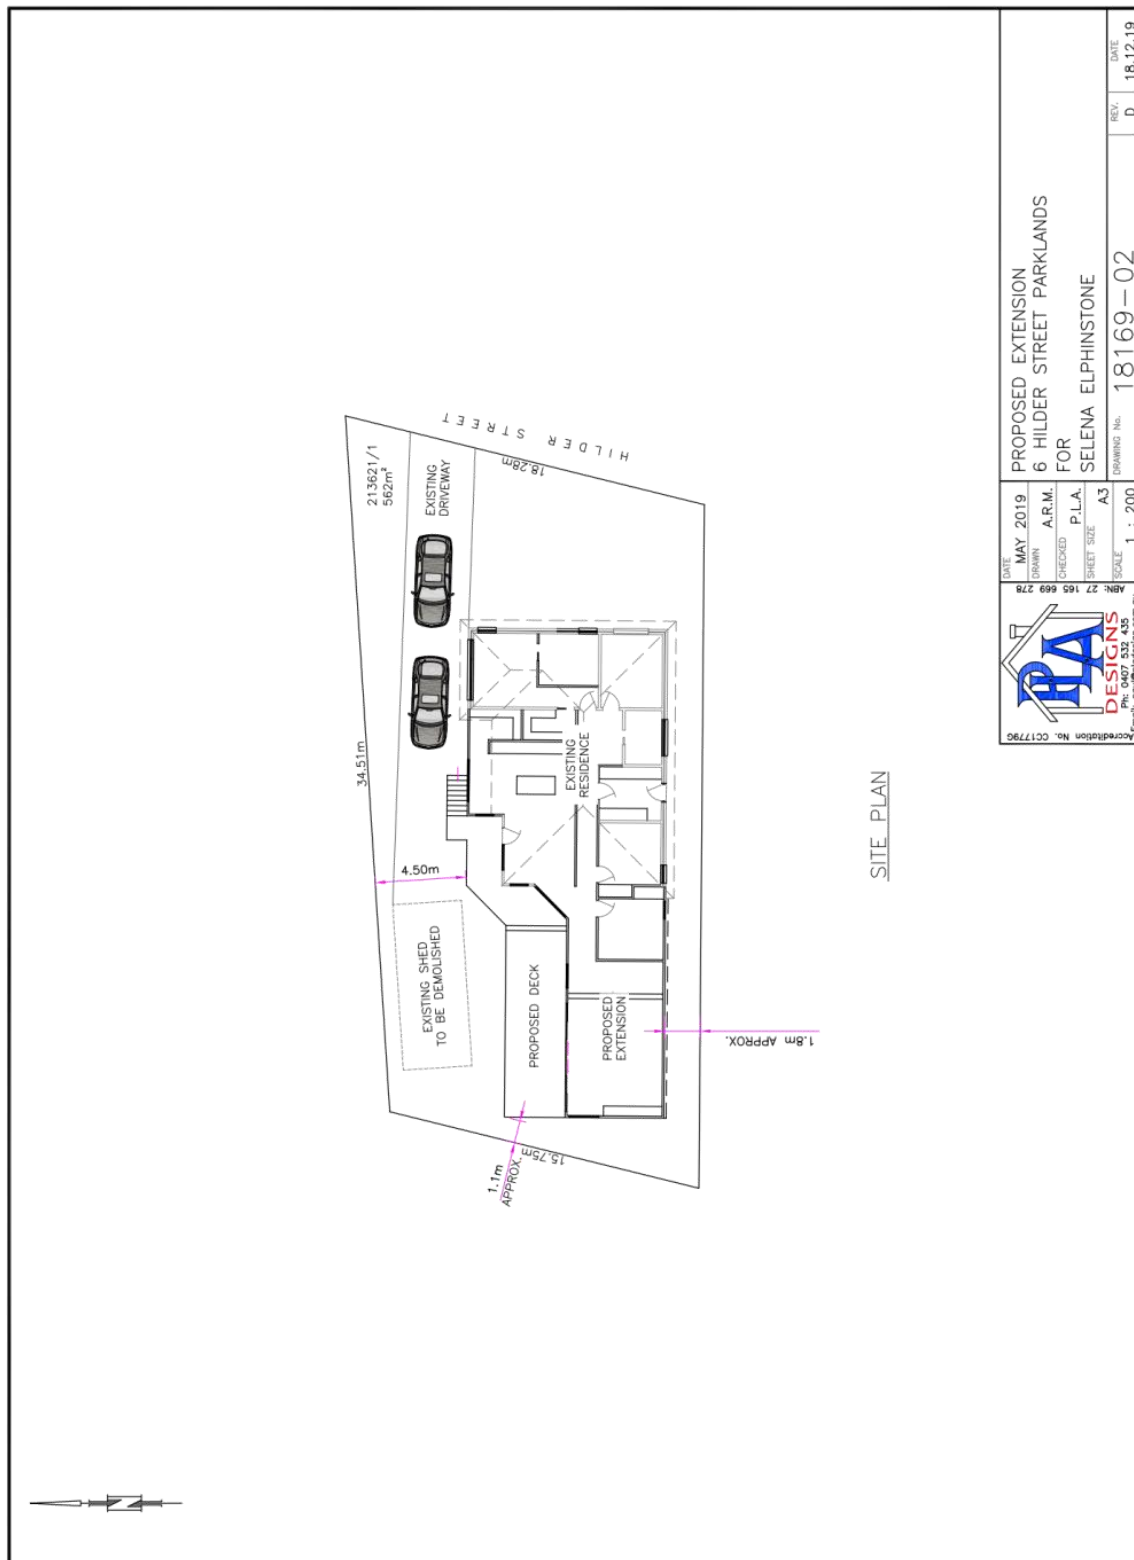 HILDER STREET
18.28m
213621/1
562m²
EXISTING
DRIVEWAY
34.51m
EXISTING
RESIDENCE
4.50m
EXISTING SHED
TO BE DEMOLISHED
PROPOSED DECK
PROPOSED
EXTENSION
1.8m APPROX.
1.1m
APPROX.
15.75m
SITE PLAN
N
PLA
DESIGNS
Ph: 0407 532 435
Accreditation No. CC1779G
ABN: 27 165 669 278
DATE
MAY 2019
DRAWN
A.R.M.
CHECKED
P.L.A.
SHEET SIZE
A3
SCALE
1 : 200
PROPOSED EXTENSION
6 HILDER STREET PARKLANDS
FOR
SELENA ELPHINSTONE
DRAWING No.
18169-02
REV.
D
DATE
18.12.19